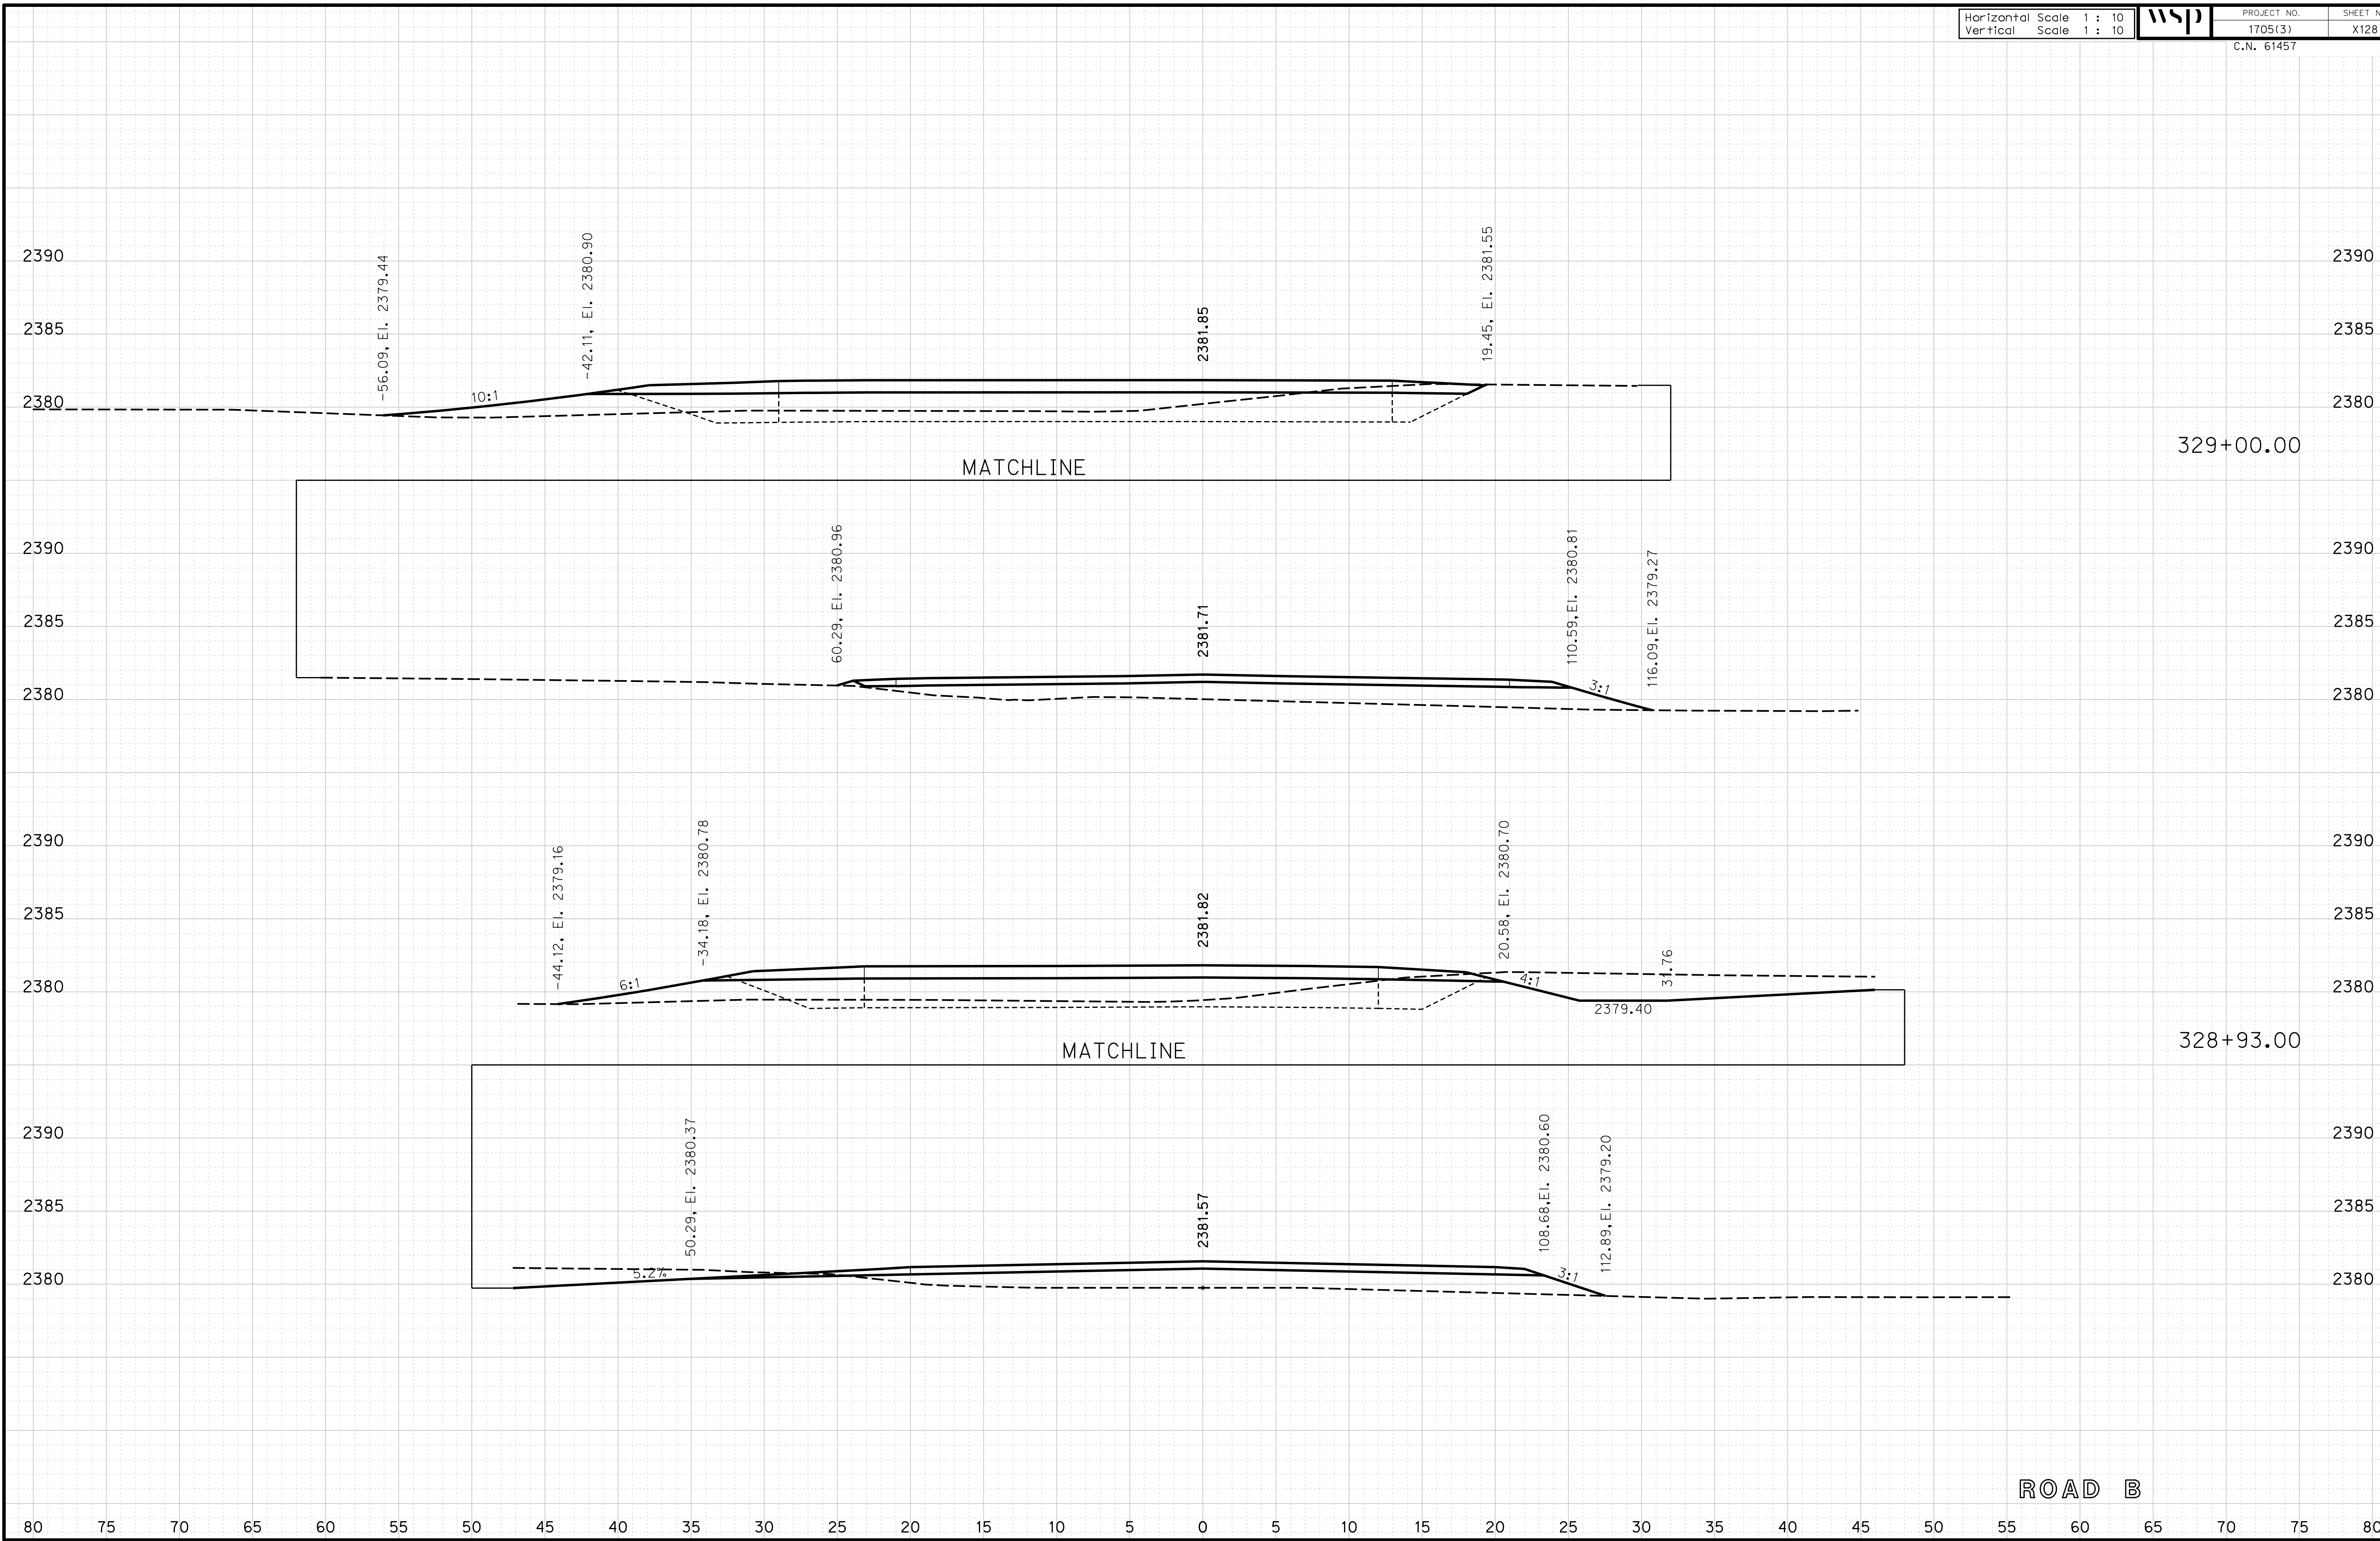 Horizontal Scale 1 : 10
Vertical Scale 1 : 10
wsp
PROJECT NO.
1705(3)
SHEET N
X128
C.N. 61457
-56.09, El. 2379.44
-42.11, El. 2380.90
2381.85
19.45, El. 2381.55
2390 2390
2385 2385
2380 2380
10:1
329+00.00
MATCHLINE
60.29, El. 2380.96
2381.71
110.59, El. 2380.81
116.09, El. 2379.27
2390 2390
2385 2385
2380 2380
3:1
-44.12, El. 2379.16
-34.18, El. 2380.78
2381.82
20.58, El. 2380.70
31.76
2390 2390
2385 2385
2380 2380
6:1
4:1
2379.40
328+93.00
MATCHLINE
50.29, El. 2380.37
2381.57
108.68, El. 2380.60
112.89, El. 2379.20
2390 2390
2385 2385
2380 2380
5.2%
3:1
ROAD B
80 75 70 65 60 55 50 45 40 35 30 25 20 15 10 5 0 5 10 15 20 25 30 35 40 45 50 55 60 65 70 75 80